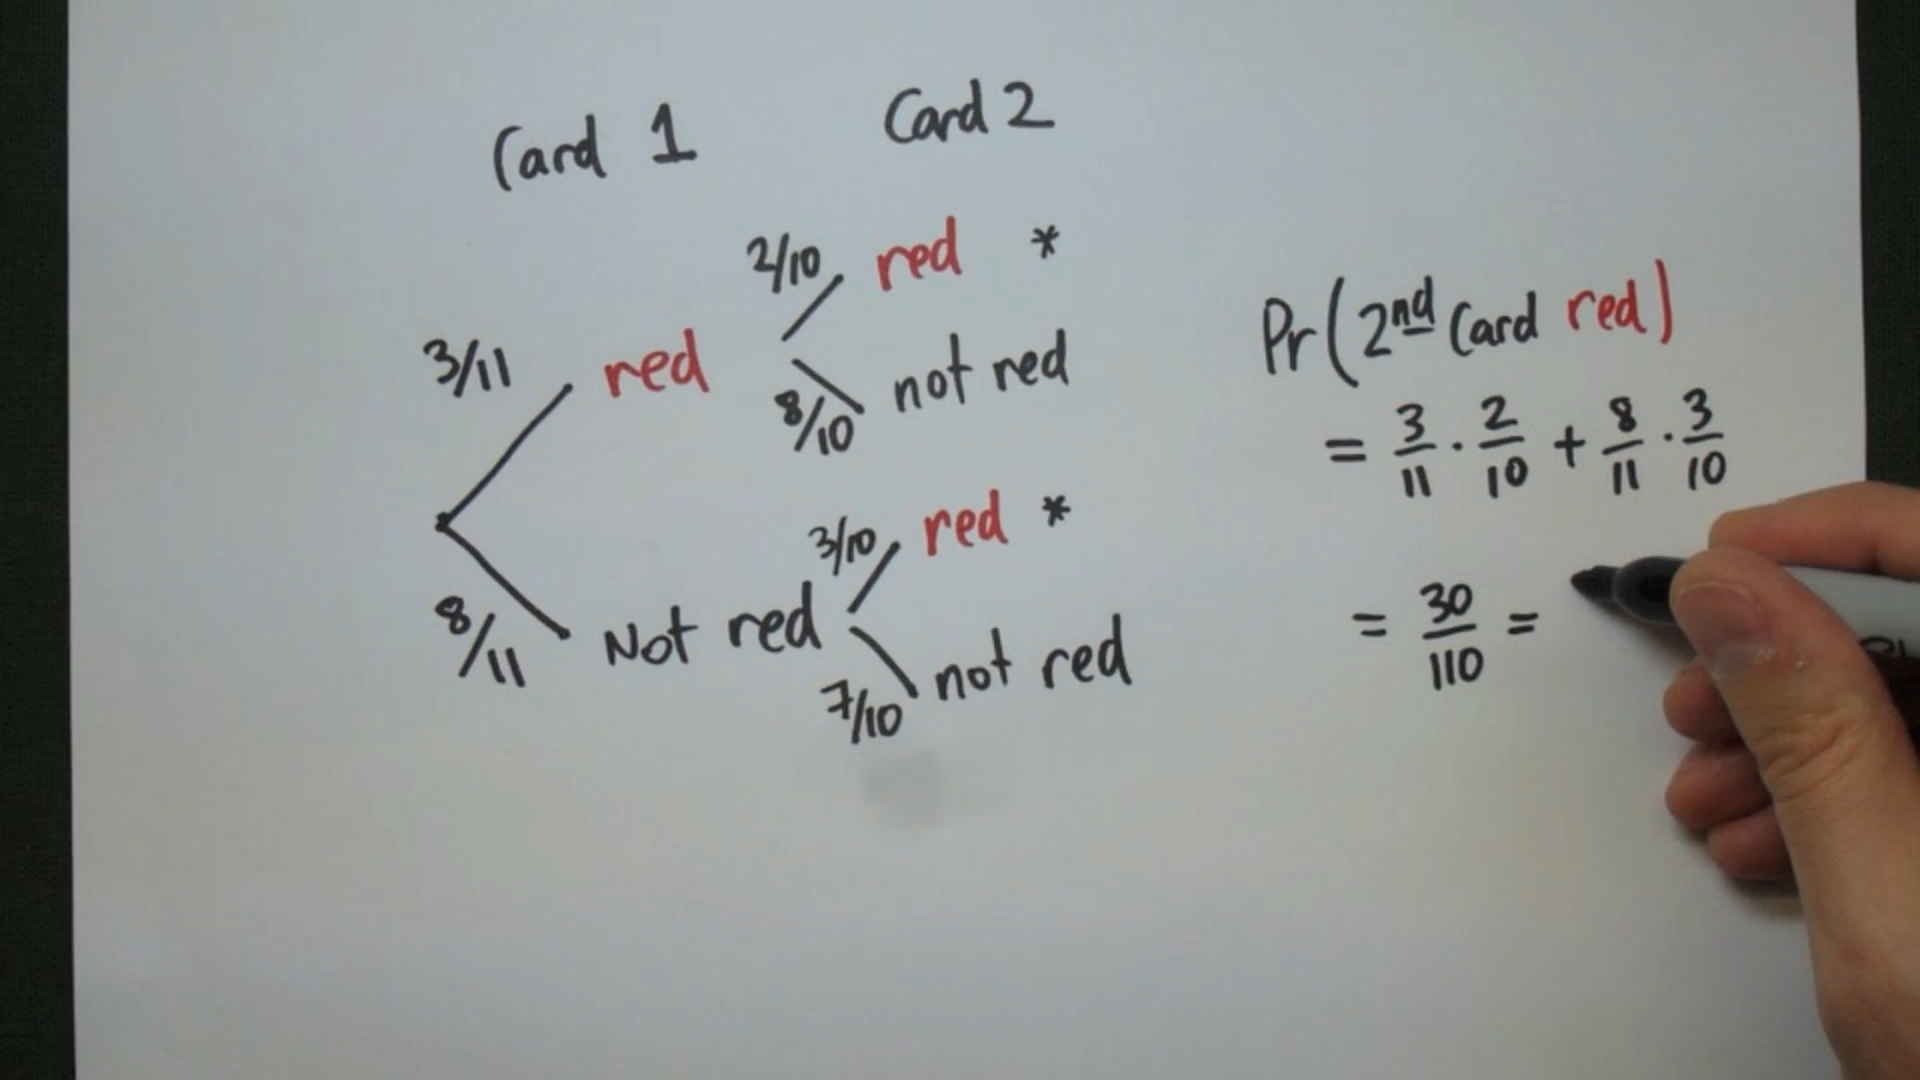 Card 1
Card 2
2/10 red *
3/11 red
8/10 not red
3/10 red *
8/11 Not red
7/10 not red
Pr(2nd Card red)
= 3/11 · 2/10 + 8/11 · 3/10
= 30/110 =